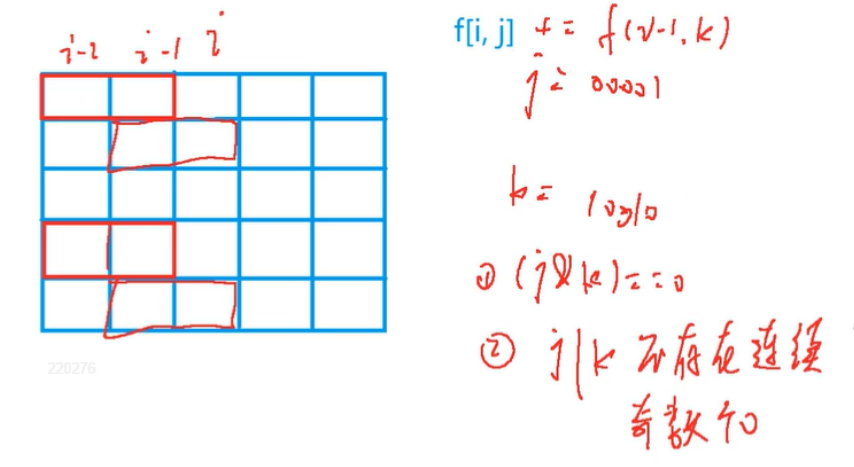 i-2 i-1 i
f[i, j] += f(i-1, k)
j = 00001
k = 10010
① (j & k) == 0
② j|k 不存在连续
奇数个0
220276